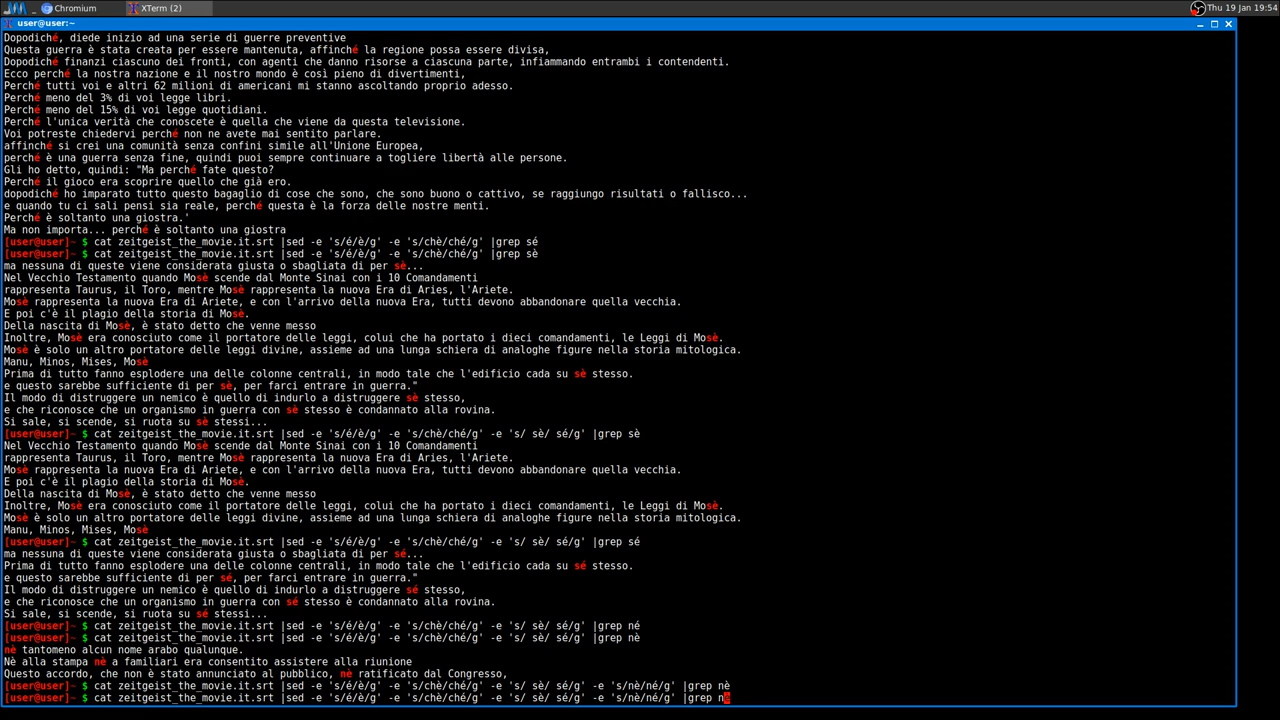 Chromium
XTerm (2)
Thu 19 Jan 19:54
user@user:~
Dopodiché, diede inizio ad una serie di guerre preventive
Questa guerra è stata creata per essere mantenuta, affinché la regione possa essere divisa,
Dopodiché finanzi ciascuno dei fronti, con agenti che danno risorse a ciascuna parte, infiammando entrambi i contendenti.
Ecco perché la nostra nazione e il nostro mondo è così pieno di divertimenti,
Perché tutti voi e altri 62 milioni di americani mi stanno ascoltando proprio adesso.
Perché meno del 3% di voi legge libri.
Perché meno del 15% di voi legge quotidiani.
Perché l'unica verità che conoscete è quella che viene da questa televisione.
Voi potreste chiedervi perché non ne avete mai sentito parlare.
affinché si crei una comunità senza confini simile all'Unione Europea,
perché è una guerra senza fine, quindi puoi sempre continuare a togliere libertà alle persone.
Gli ho detto, quindi: "Ma perché fate questo?
Perché il gioco era scoprire quello che già ero.
dopodiché ho imparato tutto questo bagaglio di cose che sono, che sono buono o cattivo, se raggiungo risultati o fallisco...
e quando tu ci sali pensi sia reale, perché questa è la forza delle nostre menti.
Perché è soltanto una giostra.'
Ma non importa... perché è soltanto una giostra
[user@user]~ $ cat zeitgeist_the_movie.it.srt |sed -e 's/é/è/g' -e 's/chè/ché/g' |grep sé
[user@user]~ $ cat zeitgeist_the_movie.it.srt |sed -e 's/é/è/g' -e 's/chè/ché/g' |grep sè
ma nessuna di queste viene considerata giusta o sbagliata di per sè...
Nel Vecchio Testamento quando Mosè scende dal Monte Sinai con i 10 Comandamenti
rappresenta Taurus, il Toro, mentre Mosè rappresenta la nuova Era di Aries, l'Ariete.
Mosè rappresenta la nuova Era di Ariete, e con l'arrivo della nuova Era, tutti devono abbandonare quella vecchia.
E poi c'è il plagio della storia di Mosè.
Della nascita di Mosè, è stato detto che venne messo
Inoltre, Mosè era conosciuto come il portatore delle leggi, colui che ha portato i dieci comandamenti, le Leggi di Mosè.
Mosè è solo un altro portatore delle leggi divine, assieme ad una lunga schiera di analoghe figure nella storia mitologica.
Manu, Minos, Mises, Mosè
Prima di tutto fanno esplodere una delle colonne centrali, in modo tale che l'edificio cada su sè stesso.
e questo sarebbe sufficiente di per sè, per farci entrare in guerra."
Il modo di distruggere un nemico è quello di indurlo a distruggere sè stesso,
e che riconosce che un organismo in guerra con sè stesso è condannato alla rovina.
Si sale, si scende, si ruota su sè stessi...
[user@user]~ $ cat zeitgeist_the_movie.it.srt |sed -e 's/é/è/g' -e 's/chè/ché/g' -e 's/ sè/ sé/g' |grep sè
Nel Vecchio Testamento quando Mosè scende dal Monte Sinai con i 10 Comandamenti
rappresenta Taurus, il Toro, mentre Mosè rappresenta la nuova Era di Aries, l'Ariete.
Mosè rappresenta la nuova Era di Ariete, e con l'arrivo della nuova Era, tutti devono abbandonare quella vecchia.
E poi c'è il plagio della storia di Mosè.
Della nascita di Mosè, è stato detto che venne messo
Inoltre, Mosè era conosciuto come il portatore delle leggi, colui che ha portato i dieci comandamenti, le Leggi di Mosè.
Mosè è solo un altro portatore delle leggi divine, assieme ad una lunga schiera di analoghe figure nella storia mitologica.
Manu, Minos, Mises, Mosè
[user@user]~ $ cat zeitgeist_the_movie.it.srt |sed -e 's/é/è/g' -e 's/chè/ché/g' -e 's/ sè/ sé/g' |grep sé
ma nessuna di queste viene considerata giusta o sbagliata di per sé...
Prima di tutto fanno esplodere una delle colonne centrali, in modo tale che l'edificio cada su sé stesso.
e questo sarebbe sufficiente di per sé, per farci entrare in guerra."
Il modo di distruggere un nemico è quello di indurlo a distruggere sé stesso,
e che riconosce che un organismo in guerra con sé stesso è condannato alla rovina.
Si sale, si scende, si ruota su sé stessi...
[user@user]~ $ cat zeitgeist_the_movie.it.srt |sed -e 's/é/è/g' -e 's/chè/ché/g' -e 's/ sè/ sé/g' |grep né
[user@user]~ $ cat zeitgeist_the_movie.it.srt |sed -e 's/é/è/g' -e 's/chè/ché/g' -e 's/ sè/ sé/g' |grep nè
nè tantomeno alcun nome arabo qualunque.
Nè alla stampa nè a familiari era consentito assistere alla riunione
Questo accordo, che non è stato annunciato al pubblico, nè ratificato dal Congresso,
[user@user]~ $ cat zeitgeist_the_movie.it.srt |sed -e 's/é/è/g' -e 's/chè/ché/g' -e 's/ sè/ sé/g' -e 's/nè/né/g' |grep nè
[user@user]~ $ cat zeitgeist_the_movie.it.srt |sed -e 's/é/è/g' -e 's/chè/ché/g' -e 's/ sè/ sé/g' -e 's/nè/né/g' |grep nè